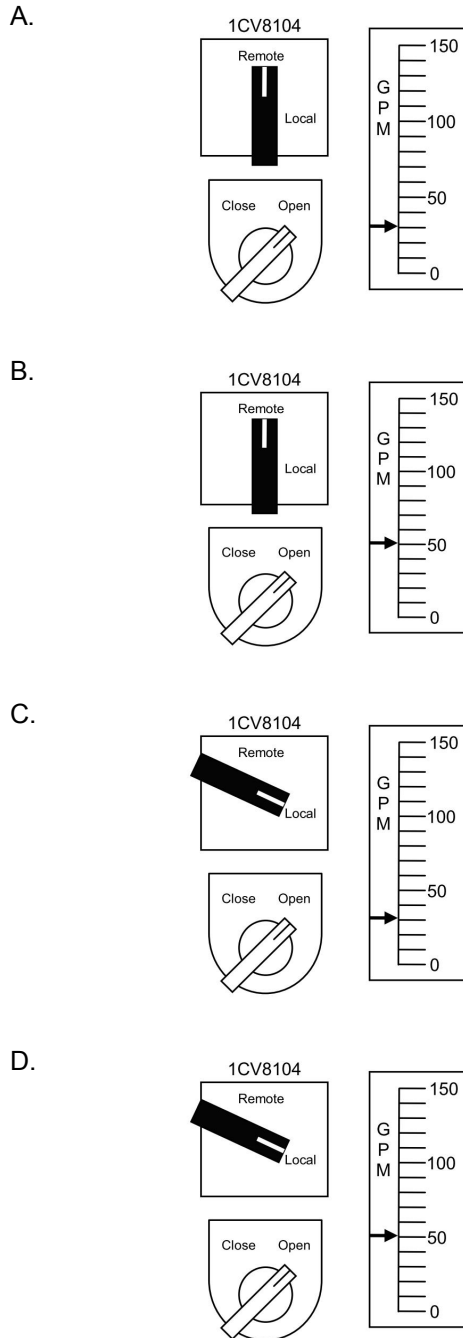 A.
1CV8104
Remote
Local
Close Open
G
P
M
150
100
50
0
B.
1CV8104
Remote
Local
Close Open
G
P
M
150
100
50
0
C.
1CV8104
Remote
Local
Close Open
G
P
M
150
100
50
0
D.
1CV8104
Remote
Local
Close Open
G
P
M
150
100
50
0